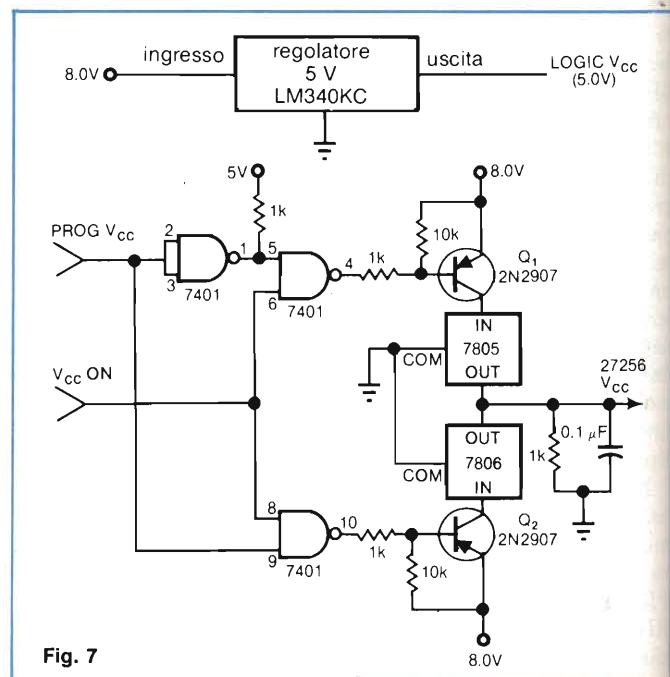 ingresso
regolatore
5 V
LM340KC
uscita
8.0V
LOGIC Vcc
(5.0V)
5V
8.0V
1k
10k
PROG Vcc
2
3
1
7401
5
6
4
7401
1k
Q1
2N2907
IN
7805
OUT
COM
Vcc ON
27256
Vcc
1k
0.1 μF
OUT
7806
IN
COM
8
9
10
7401
1k
10k
Q2
2N2907
8.0V
Fig. 7